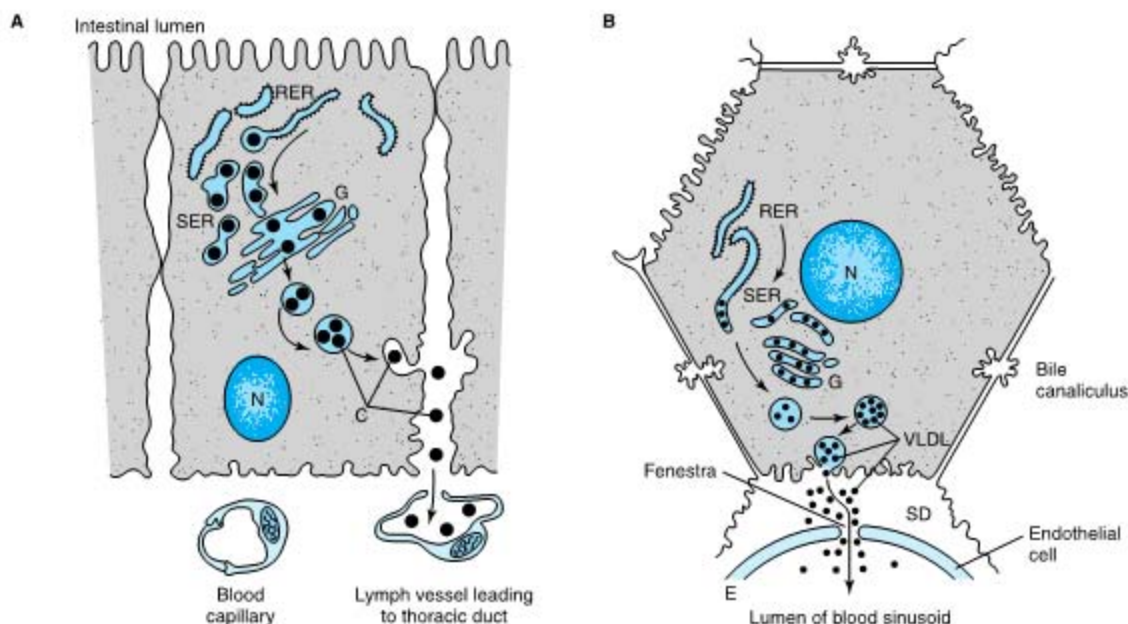 A
Intestinal lumen
RER
SER
G
N
C
Blood
capillary
Lymph vessel leading
to thoracic duct
B
RER
N
SER
G
Bile
canaliculus
VLDL
Fenestra
SD
Endothelial
cell
E
Lumen of blood sinusoid